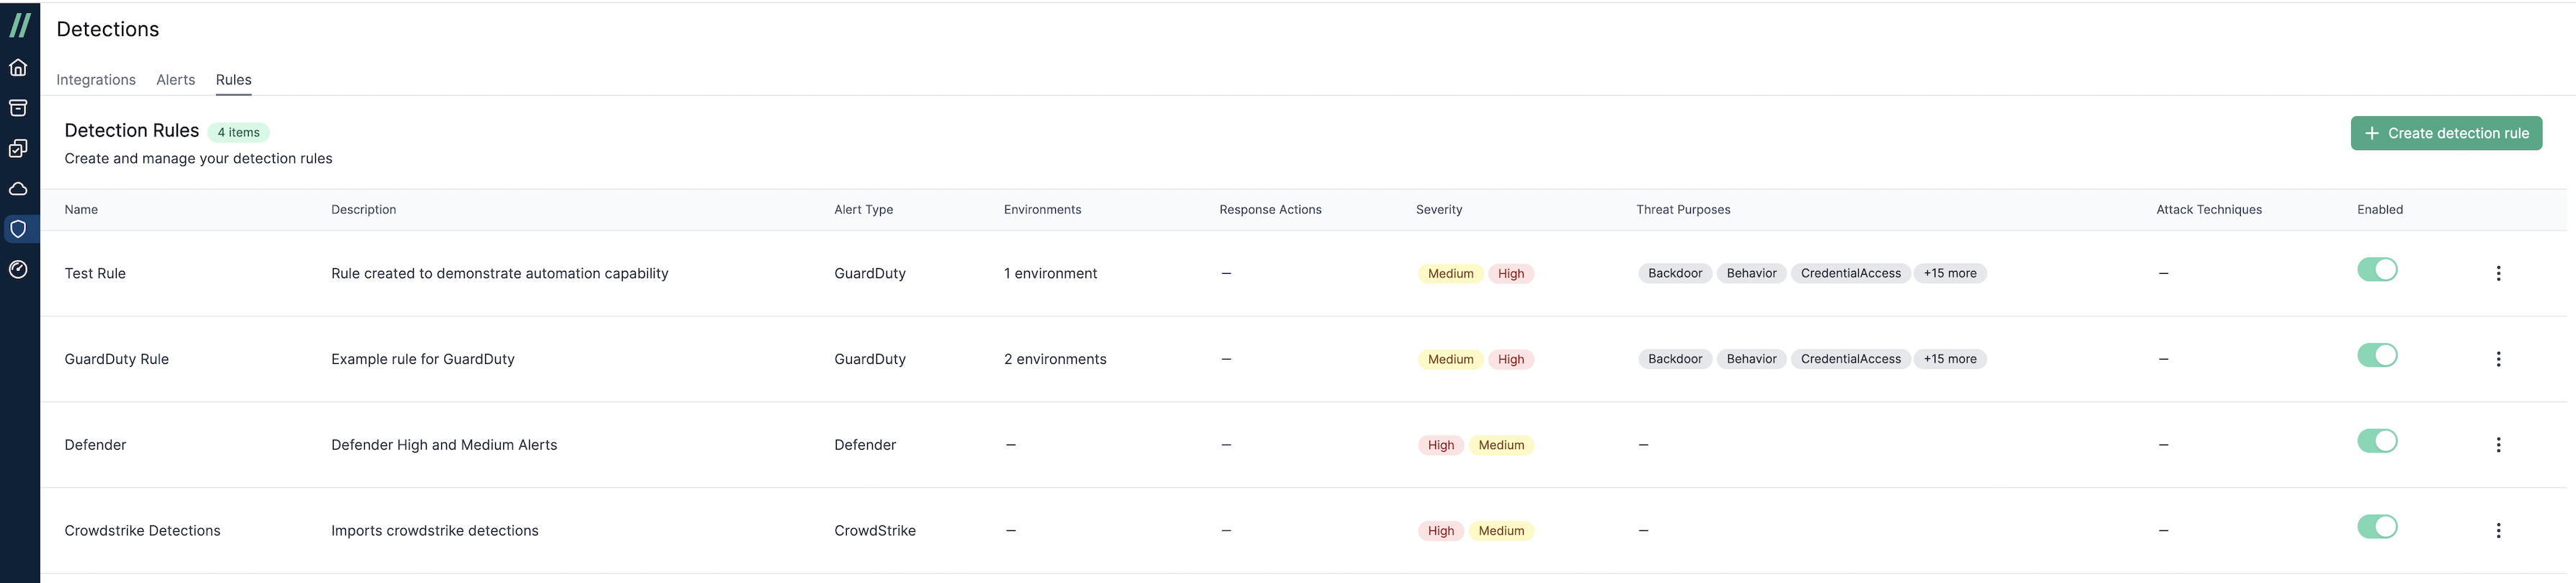 Detections
Integrations Alerts Rules
Detection Rules 4 items
Create and manage your detection rules
+ Create detection rule
Name Description Alert Type Environments Response Actions Severity Threat Purposes Attack Techniques Enabled
Test Rule Rule created to demonstrate automation capability GuardDuty 1 environment – Medium High Backdoor Behavior CredentialAccess +15 more –
GuardDuty Rule Example rule for GuardDuty GuardDuty 2 environments – Medium High Backdoor Behavior CredentialAccess +15 more –
Defender Defender High and Medium Alerts Defender – – High Medium – –
Crowdstrike Detections Imports crowdstrike detections CrowdStrike – – High Medium – –